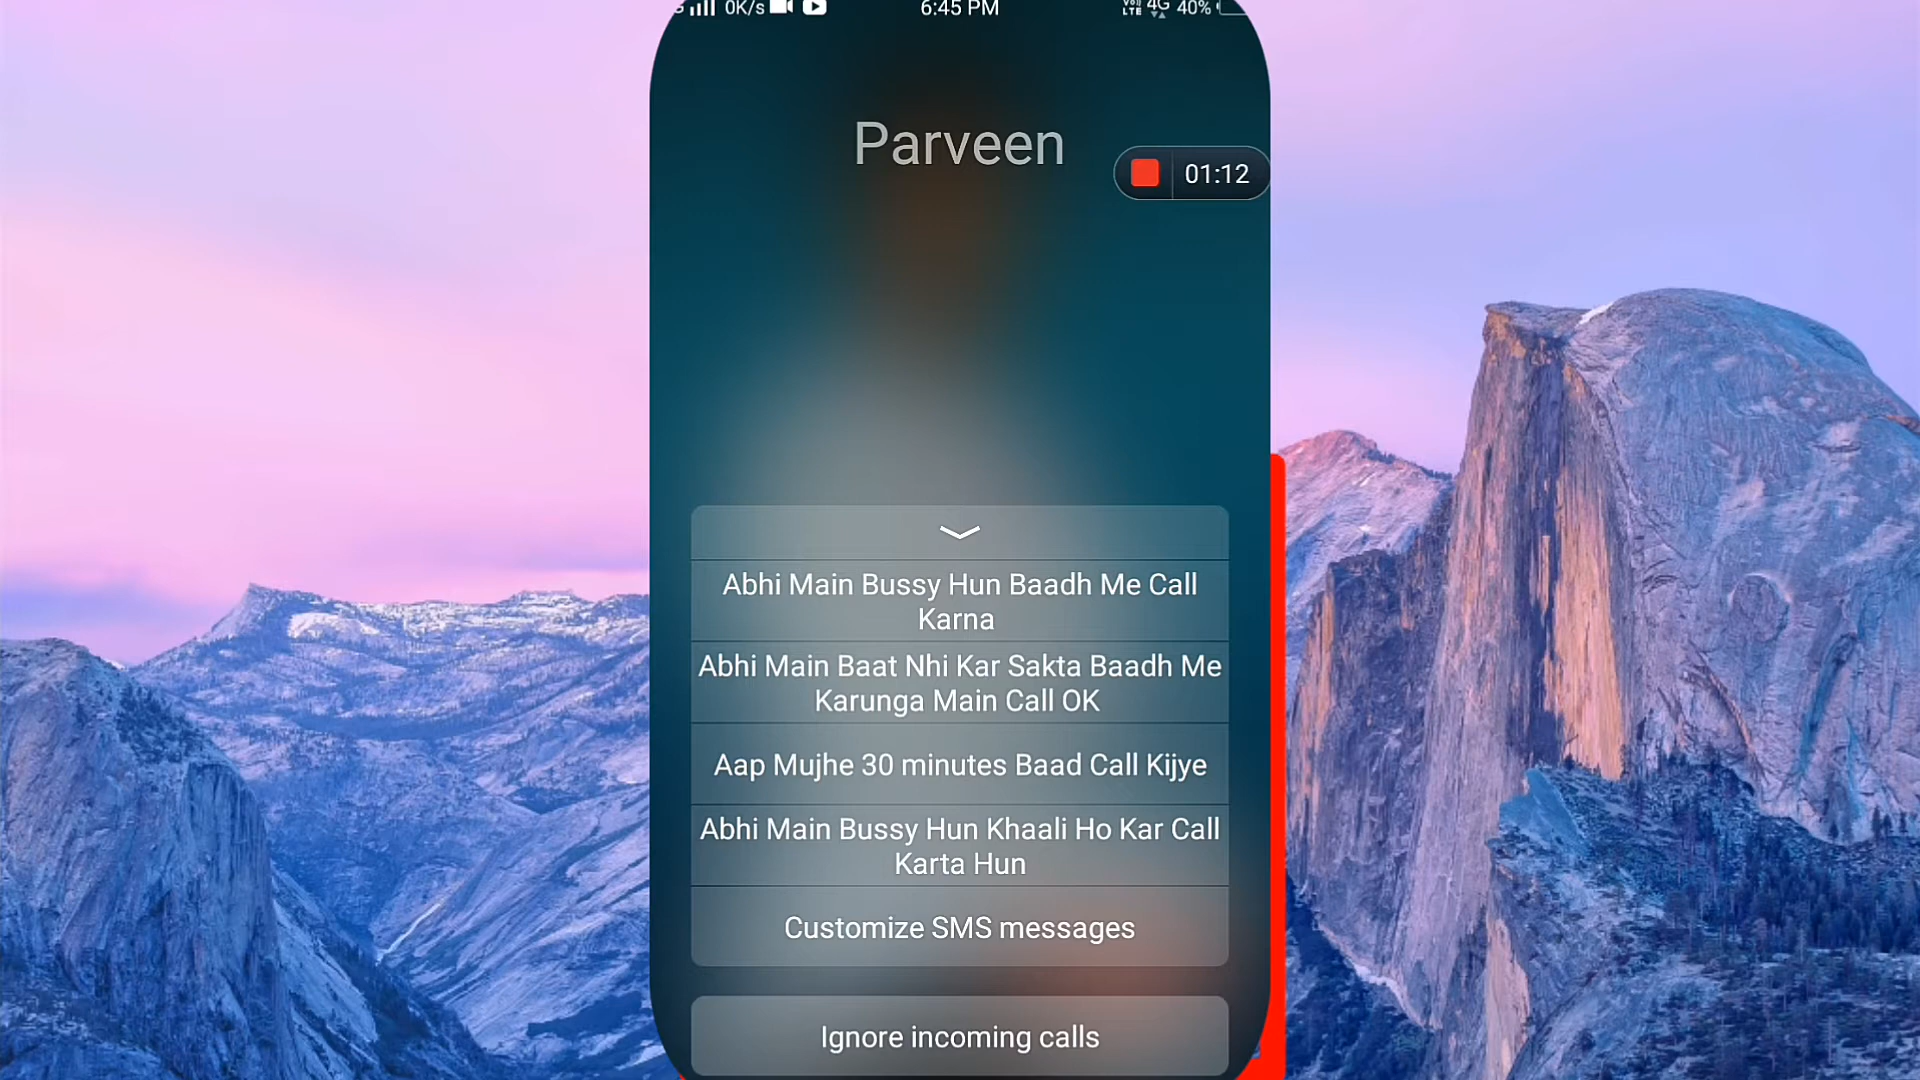 0K/s 6:45 PM VoLTE 4G 40%
Parveen
01:12
Abhi Main Bussy Hun Baadh Me Call
Karna
Abhi Main Baat Nhi Kar Sakta Baadh Me
Karunga Main Call OK
Aap Mujhe 30 minutes Baad Call Kijye
Abhi Main Bussy Hun Khaali Ho Kar Call
Karta Hun
Customize SMS messages
Ignore incoming calls